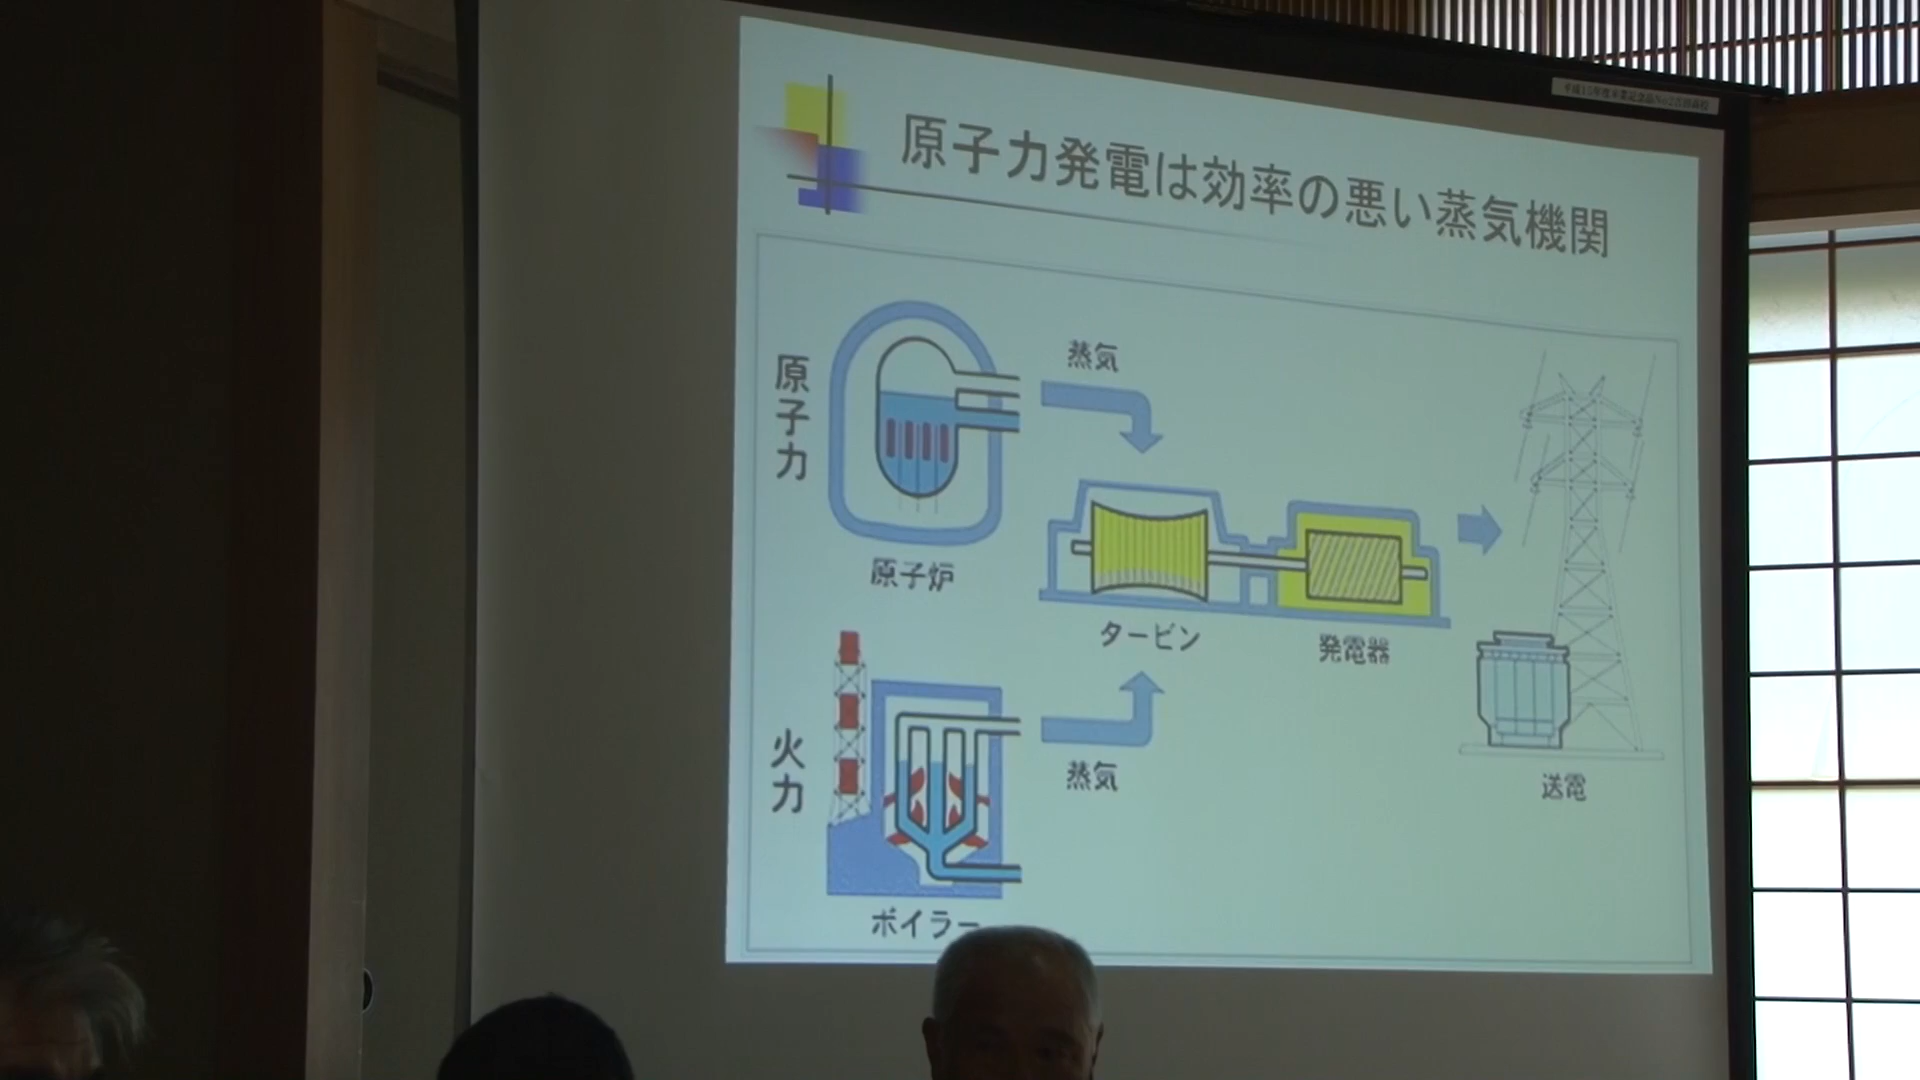 原子力発電は効率の悪い蒸気機関
原子力
蒸気
原子炉
タービン
発電器
火力
蒸気
送電
ボイラー